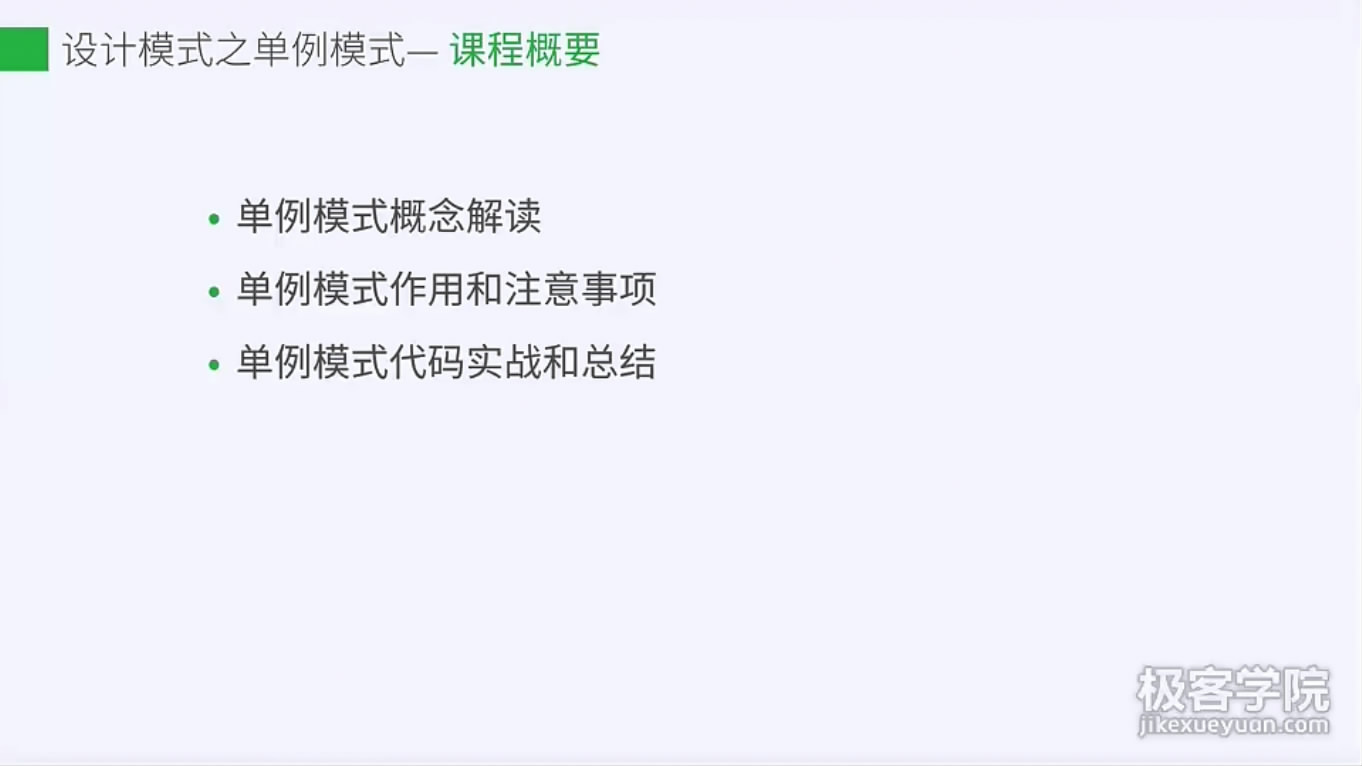 设计模式之单例模式— 课程概要
• 单例模式概念解读
• 单例模式作用和注意事项
• 单例模式代码实战和总结
极客学院
jikexueyuan.com